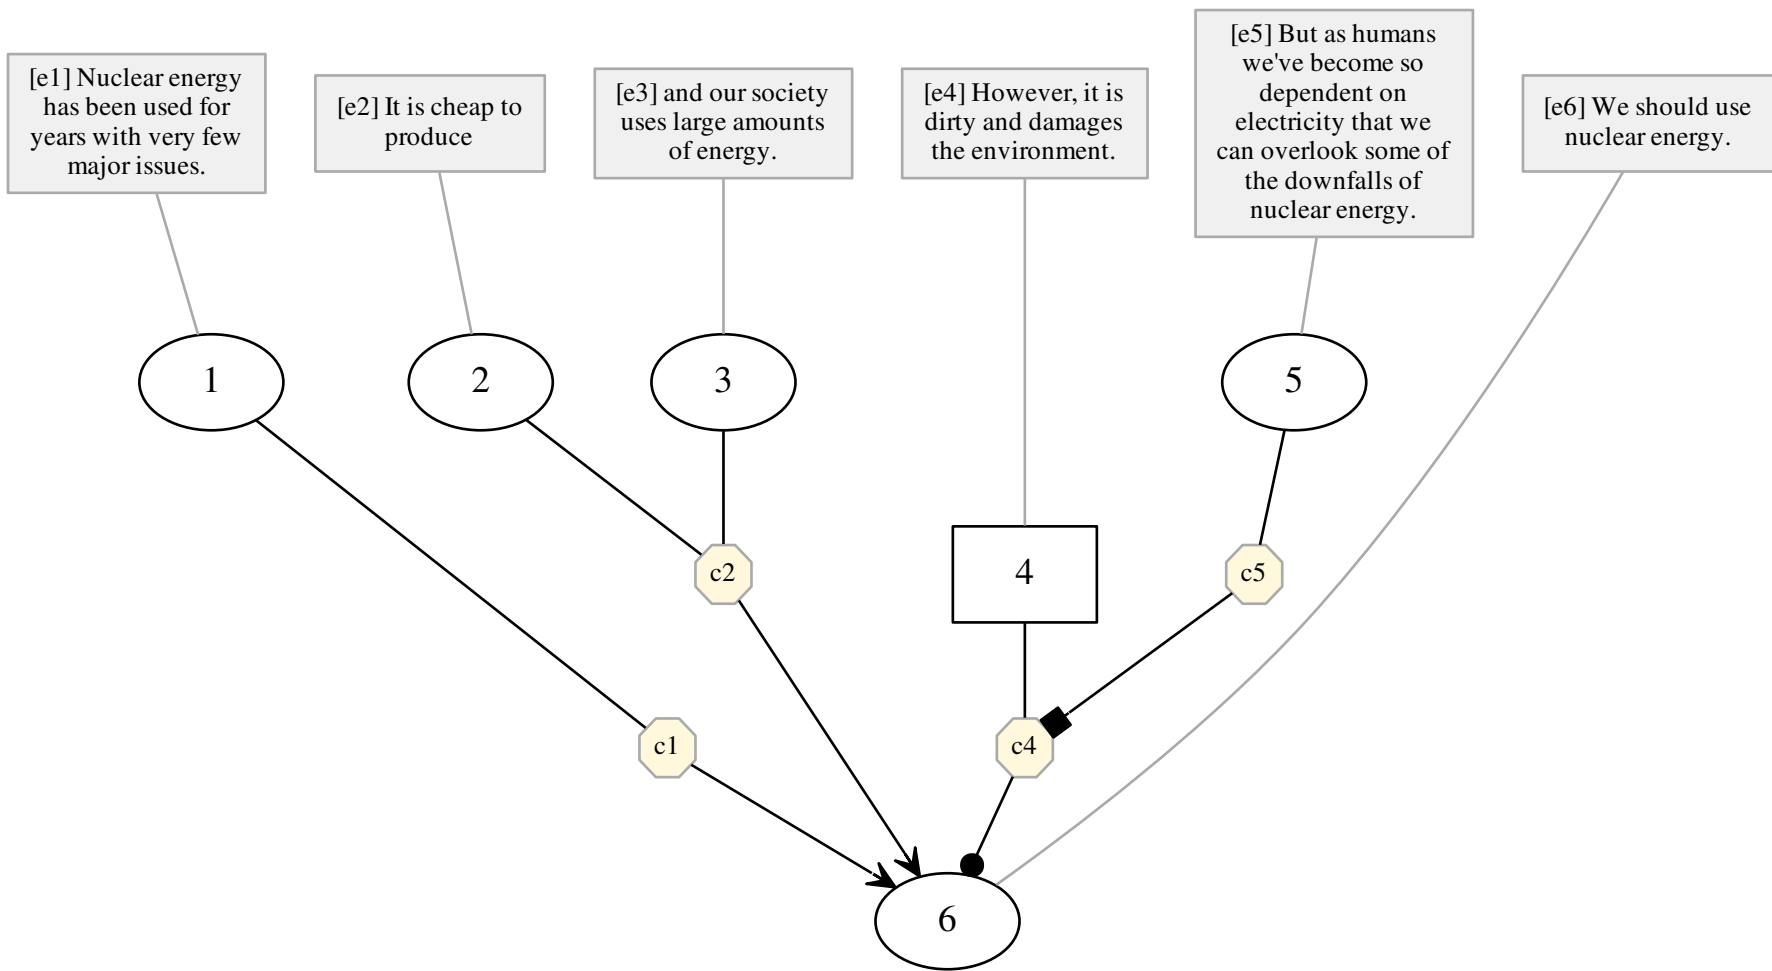 [e1] Nuclear energy
has been used for
years with very few
major issues.
[e2] It is cheap to
produce
[e3] and our society
uses large amounts
of energy.
[e4] However, it is
dirty and damages
the environment.
[e5] But as humans
we've become so
dependent on
electricity that we
can overlook some of
the downfalls of
nuclear energy.
[e6] We should use
nuclear energy.
1
2
3
5
c2
4
c5
c1
c4
6